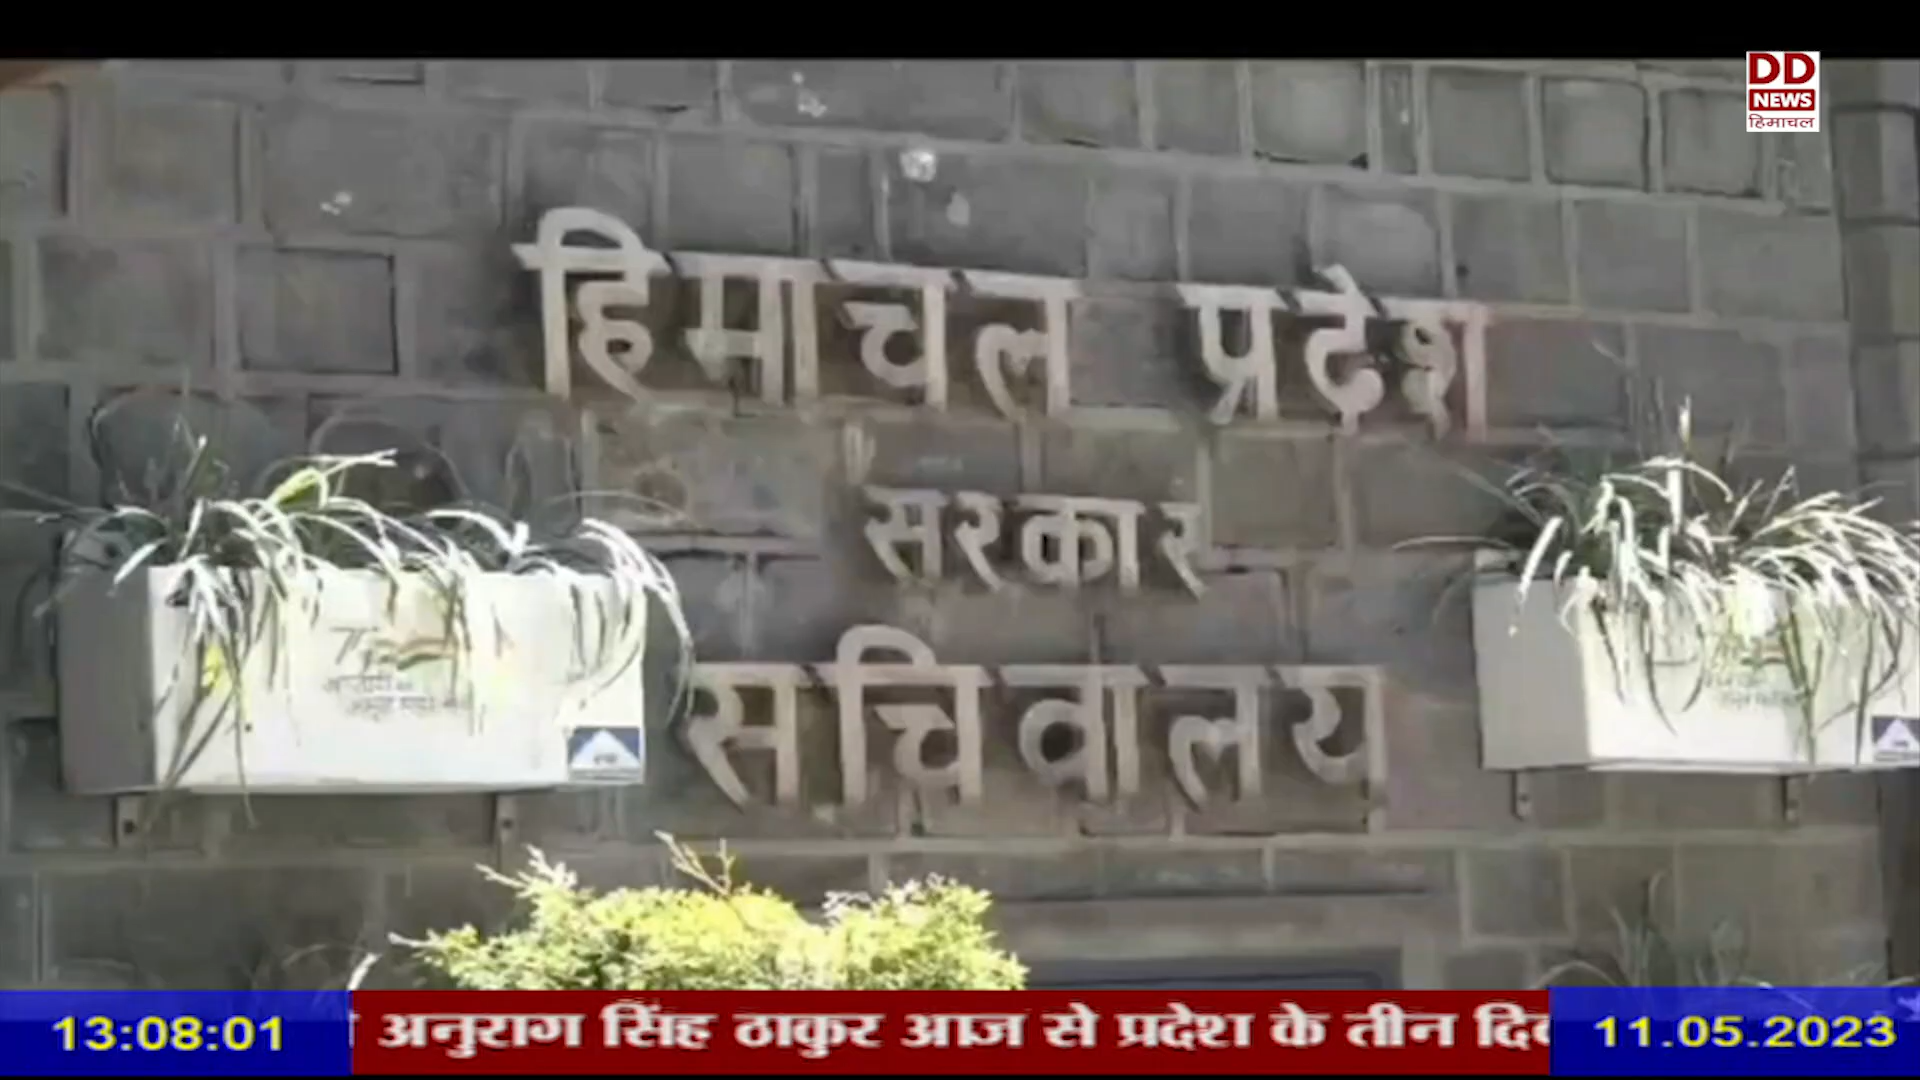 DD
NEWS
हिमाचल
हिमाचल प्रदेश
सरकार
सचिवालय
13:08:01
अनुराग सिंह ठाकुर आज से प्रदेश के तीन
11.05.2023